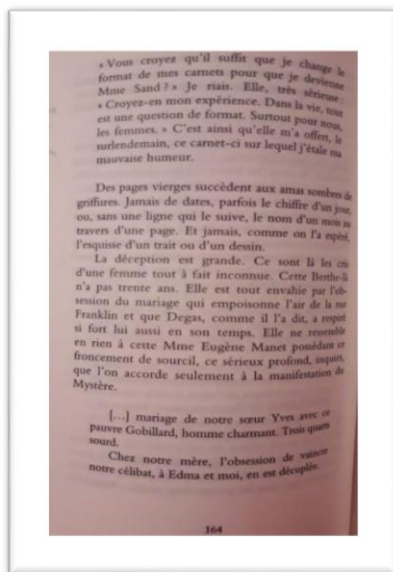 « Vous croyez qu'il suffit que je change le
format de mes carnets pour que je devienne
Mme Sand ? » Je riais. Elle, très sérieuse :
« Croyez-en mon expérience. Dans la vie, tout
est une question de format. Surtout pour nous,
les femmes. » C'est ainsi qu'elle m'a offert, le
surlendemain, ce carnet-ci sur lequel j'étale ma
mauvaise humeur.
Des pages vierges succèdent aux amas sombres de
griffures. Jamais de dates, parfois le chiffre d'un jour,
ou, sans une ligne qui le suive, le nom d'un mois au
travers d'une page. Et jamais, comme on l'a espéré,
l'esquisse d'un trait ou d'un dessin.
La déception est grande. Ce sont là les cris
d'une femme tout à fait inconnue. Cette Berthe-là
n'a pas trente ans. Elle est tout envahie par l'ob-
session du mariage qui empoisonne l'air de la rue
Franklin et que Degas, comme il l'a dit, a respiré
si fort lui aussi en son temps. Elle ne ressemble
en rien à cette Mme Eugène Manet possédant ce
froncement de sourcil, ce sérieux profond, inquiet,
que l'on accorde seulement à la manifestation du
Mystère.
[...] mariage de notre sœur Yves avec ce
pauvre Gobillard, homme charmant. Trois quarts
sourd.
Chez notre mère, l'obsession de vaincre
notre célibat, à Edma et moi, en est décuplée.
164